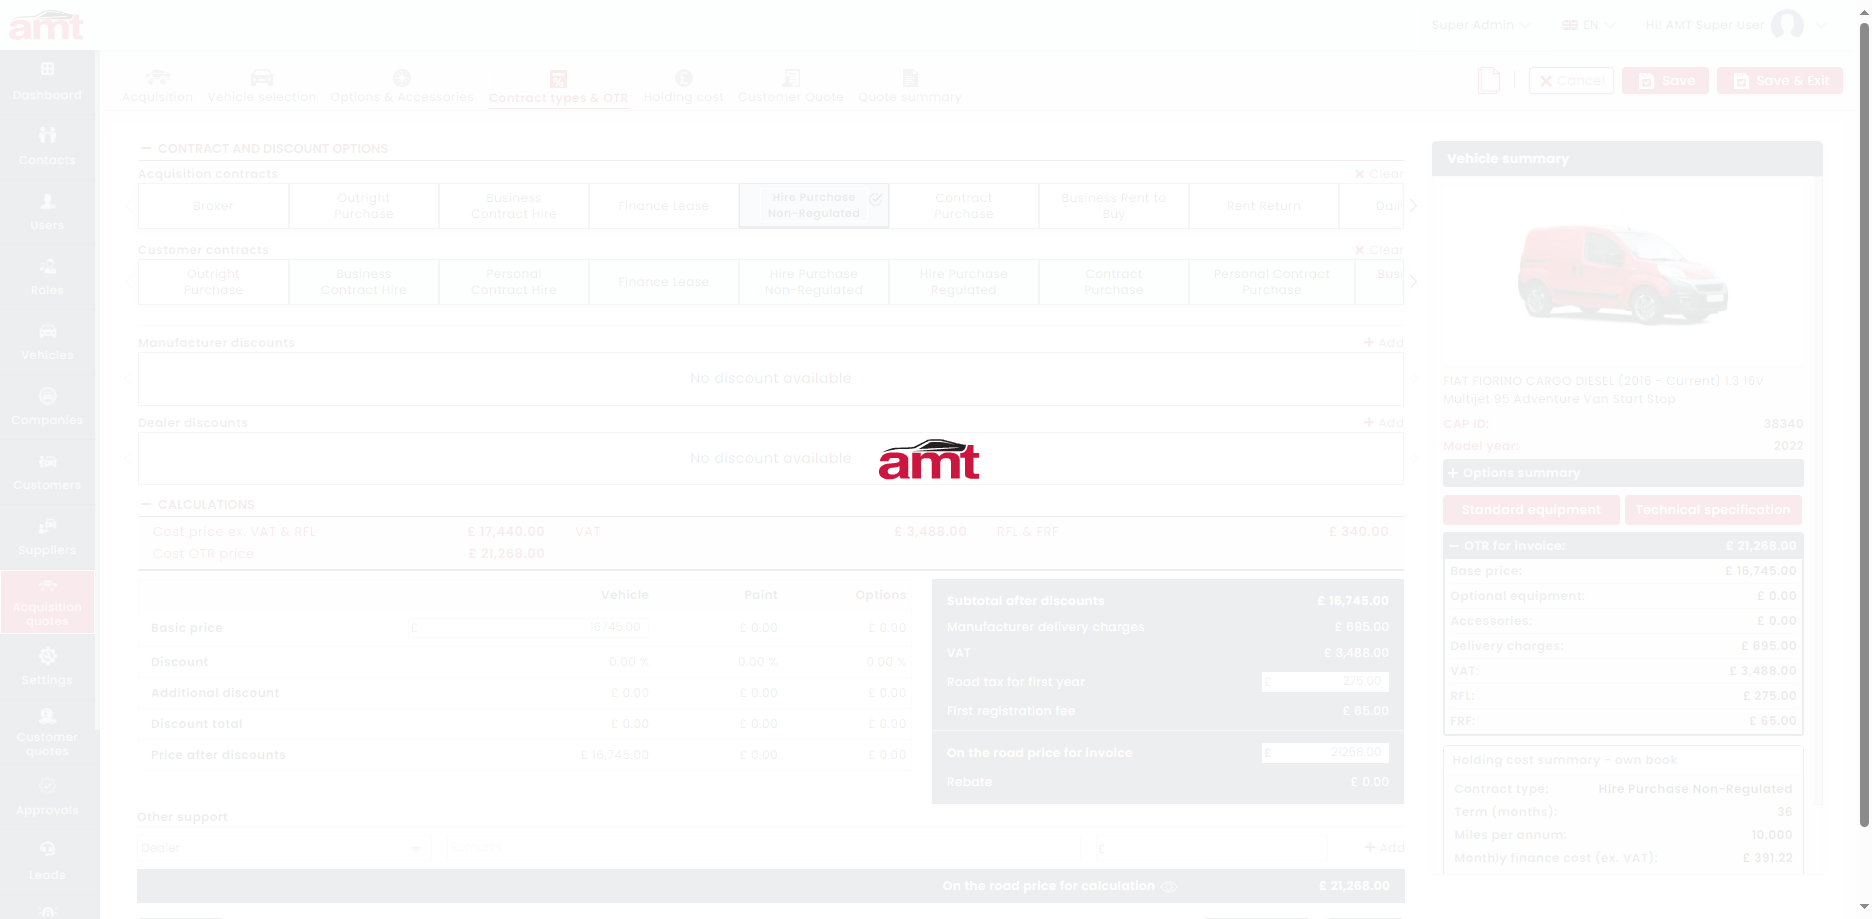 amt
Super Admin
EN
Hi! AMT Super User
Dashboard
Contacts
Users
Roles
Vehicles
Companies
Customers
Suppliers
Acquisition
quotes
Settings
Customer
quotes
Approvals
Leads
Acquisition
Vehicle selection
Options & Accessories
Contract types & OTR
Holding cost
Customer Quote
Quote summary
Cancel
Save
Save & Exit
CONTRACT AND DISCOUNT OPTIONS
Acquisition contracts
Clear
Broker
Outright
Purchase
Business
Contract Hire
Finance Lease
Hire Purchase
Non-Regulated
Contract
Purchase
Business Rent to
Buy
Rent Return
Customer contracts
Clear
Outright
Purchase
Business
Contract Hire
Personal
Contract Hire
Finance Lease
Hire Purchase
Non-Regulated
Hire Purchase
Regulated
Contract
Purchase
Personal Contract
Purchase
Manufacturer discounts
+ Add
No discount available
Dealer discounts
+ Add
No discount available
amt
CALCULATIONS
Cost price ex. VAT & RFL £ 17,440.00 VAT £ 3,488.00 RFL & FRF £ 340.00
Cost OTR price £ 21,268.00
Vehicle Paint Options
Basic price £ 16745.00 £ 0.00 £ 0.00
Discount 0.00 % 0.00 % 0.00 %
Additional discount £ 0.00 £ 0.00 £ 0.00
Discount total £ 0.00 £ 0.00 £ 0.00
Price after discounts £ 16,745.00 £ 0.00 £ 0.00
Subtotal after discounts £ 16,745.00
Manufacturer delivery charges £ 695.00
VAT £ 3,488.00
Road tax for first year £ 275.00
First registration fee £ 65.00
On the road price for invoice £ 21268.00
Rebate £ 0.00
Other support
Dealer
£
+ Add
On the road price for calculation £ 21,268.00
Vehicle summary
FIAT FIORINO CARGO DIESEL (2016 - Current) 1.3 16V
Multijet 95 Adventure Van Start Stop
CAP ID: 38340
Model year: 2022
+ Options summary
Standard equipment
Technical specification
OTR for invoice: £ 21,268.00
Base price: £ 16,745.00
Optional equipment: £ 0.00
Accessories: £ 0.00
Delivery charges: £ 695.00
VAT: £ 3,488.00
RFL: £ 275.00
FRF: £ 65.00
Holding cost summary - own book
Contract type: Hire Purchase Non-Regulated
Term (months): 36
Miles per annum: 10,000
Monthly finance cost (ex. VAT): £ 391.22